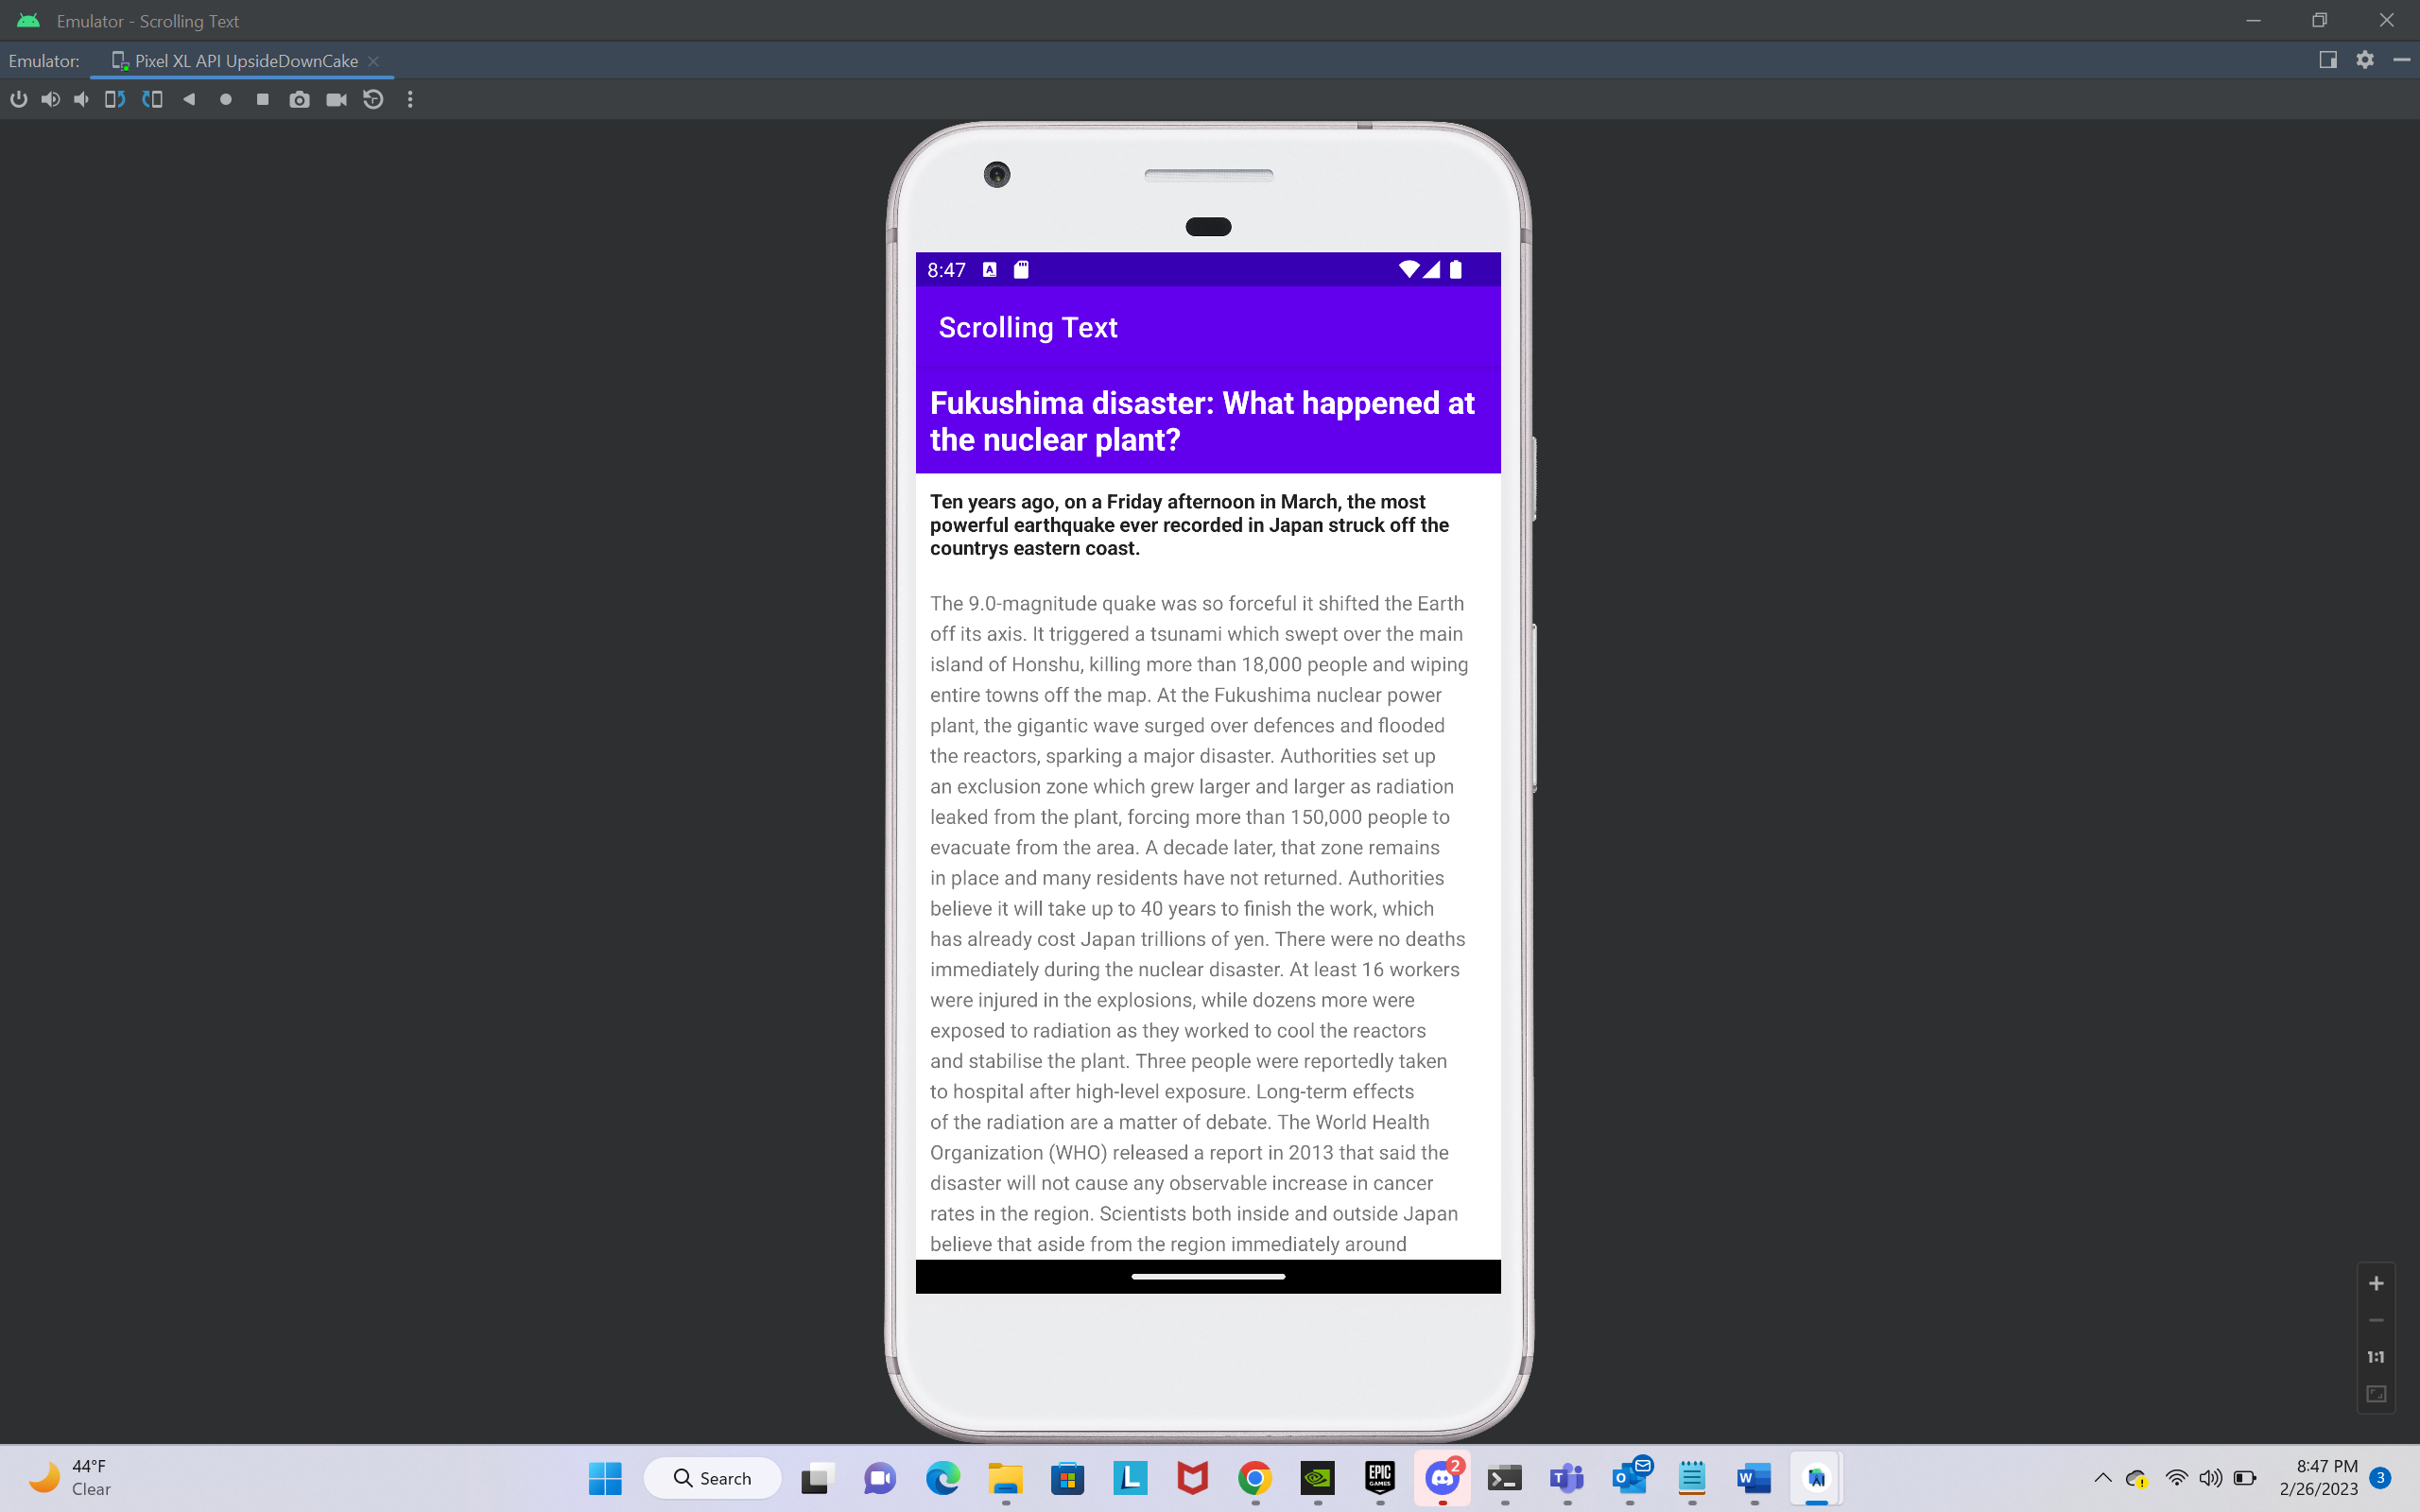 Emulator - Scrolling Text
Emulator:
Pixel XL API UpsideDownCake
8:47
A
Scrolling Text
Fukushima disaster: What happened at
the nuclear plant?
Ten years ago, on a Friday afternoon in March, the most
powerful earthquake ever recorded in Japan struck off the
countrys eastern coast.
The 9.0-magnitude quake was so forceful it shifted the Earth
off its axis. It triggered a tsunami which swept over the main
island of Honshu, killing more than 18,000 people and wiping
entire towns off the map. At the Fukushima nuclear power
plant, the gigantic wave surged over defences and flooded
the reactors, sparking a major disaster. Authorities set up
an exclusion zone which grew larger and larger as radiation
leaked from the plant, forcing more than 150,000 people to
evacuate from the area. A decade later, that zone remains
in place and many residents have not returned. Authorities
believe it will take up to 40 years to finish the work, which
has already cost Japan trillions of yen. There were no deaths
immediately during the nuclear disaster. At least 16 workers
were injured in the explosions, while dozens more were
exposed to radiation as they worked to cool the reactors
and stabilise the plant. Three people were reportedly taken
to hospital after high-level exposure. Long-term effects
of the radiation are a matter of debate. The World Health
Organization (WHO) released a report in 2013 that said the
disaster will not cause any observable increase in cancer
rates in the region. Scientists both inside and outside Japan
believe that aside from the region immediately around
1:1
44°F
Clear
Search
L
EPIC
GAMES
2
T
O
W
8:47 PM
2/26/2023
3